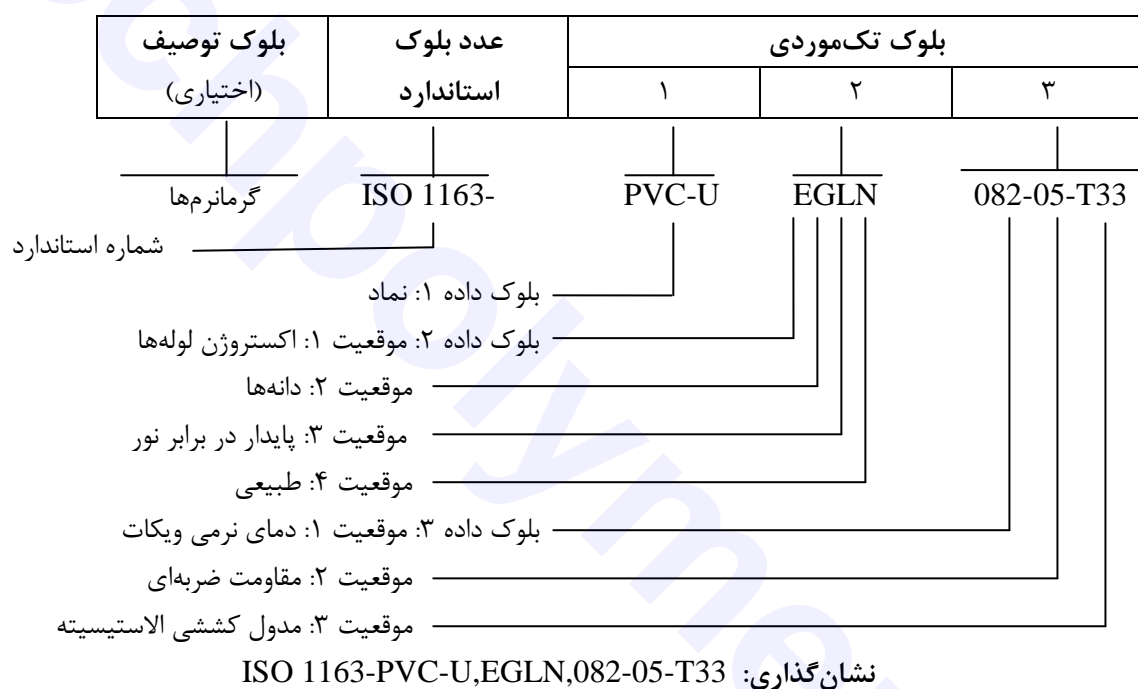 بلوک توصیف (اختیاری)
عدد بلوک استاندارد
بلوک تک‌موردی
۱ ۲ ۳
گرمانرم‌ها ISO 1163- PVC-U EGLN 082-05-T33
شماره استاندارد
بلوک داده ۱: نماد
بلوک داده ۲: موقعیت ۱: اکستروژن لوله‌ها
موقعیت ۲: دانه‌ها
موقعیت ۳: پایدار در برابر نور
موقعیت ۴: طبیعی
بلوک داده ۳: موقعیت ۱: دمای نرمی ویکات
موقعیت ۲: مقاومت ضربه‌ای
موقعیت ۳: مدول کششی الاستیسیته
نشان‌گذاری: ISO 1163-PVC-U,EGLN,082-05-T33